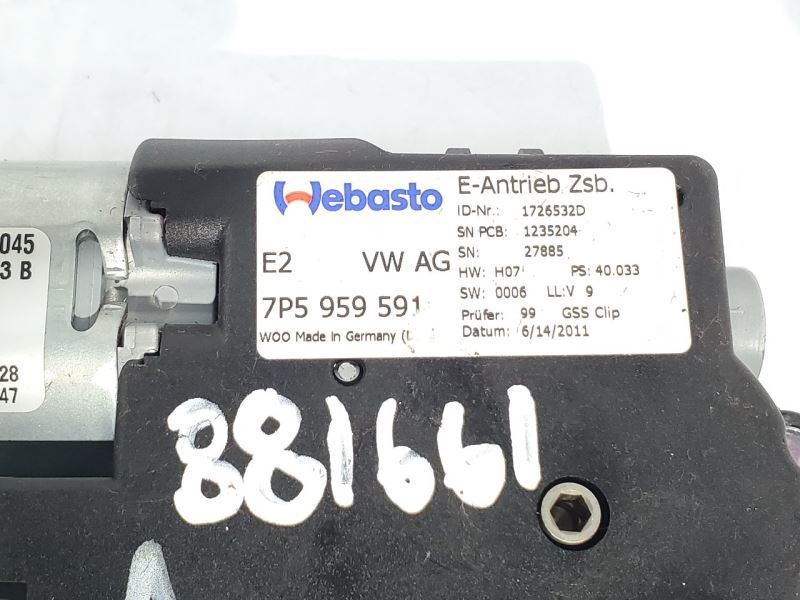 045
3 B
28
47
Webasto
E-Antrieb Zsb.
ID-Nr.: 1726532D
SN PCB: 1235204
SN: 27885
E2 VW AG
HW: H07 PS: 40.033
SW: 0006 LL:V 9
7P5 959 591
Prüfer: 99 GSS Clip
WOO Made in Germany
Datum: 6/14/2011
881661